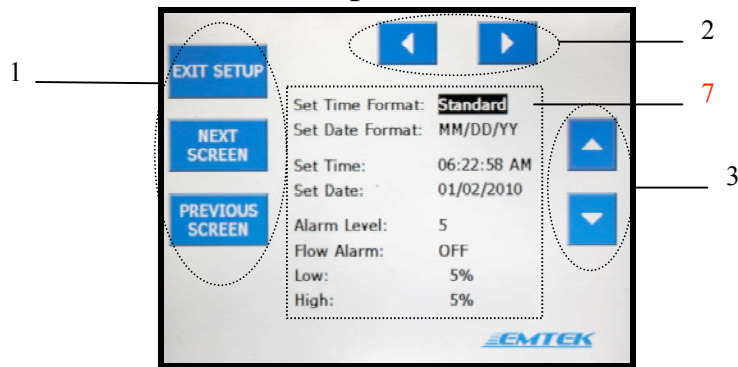 1
2
7
3
EXIT SETUP
NEXT
SCREEN
PREVIOUS
SCREEN
Set Time Format: Standard
Set Date Format: MM/DD/YY
Set Time: 06:22:58 AM
Set Date: 01/02/2010
Alarm Level: 5
Flow Alarm: OFF
Low: 5%
High: 5%
EMTEK